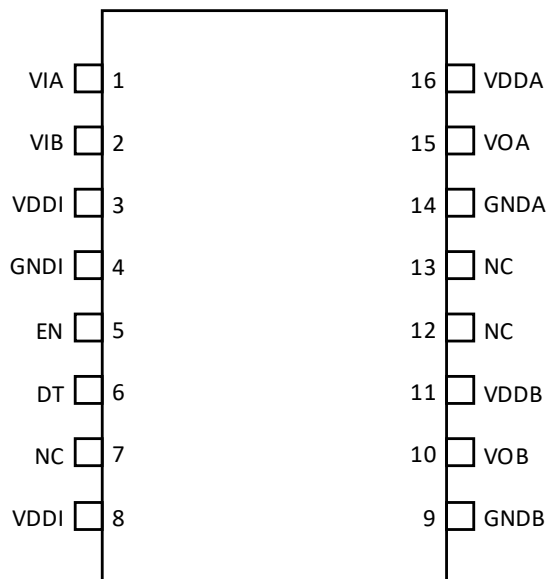 VIA 1 16 VDDA
VIB 2 15 VOA
VDDI 3 14 GNDA
GNDI 4 13 NC
EN 5 12 NC
DT 6 11 VDDB
NC 7 10 VOB
VDDI 8 9 GNDB